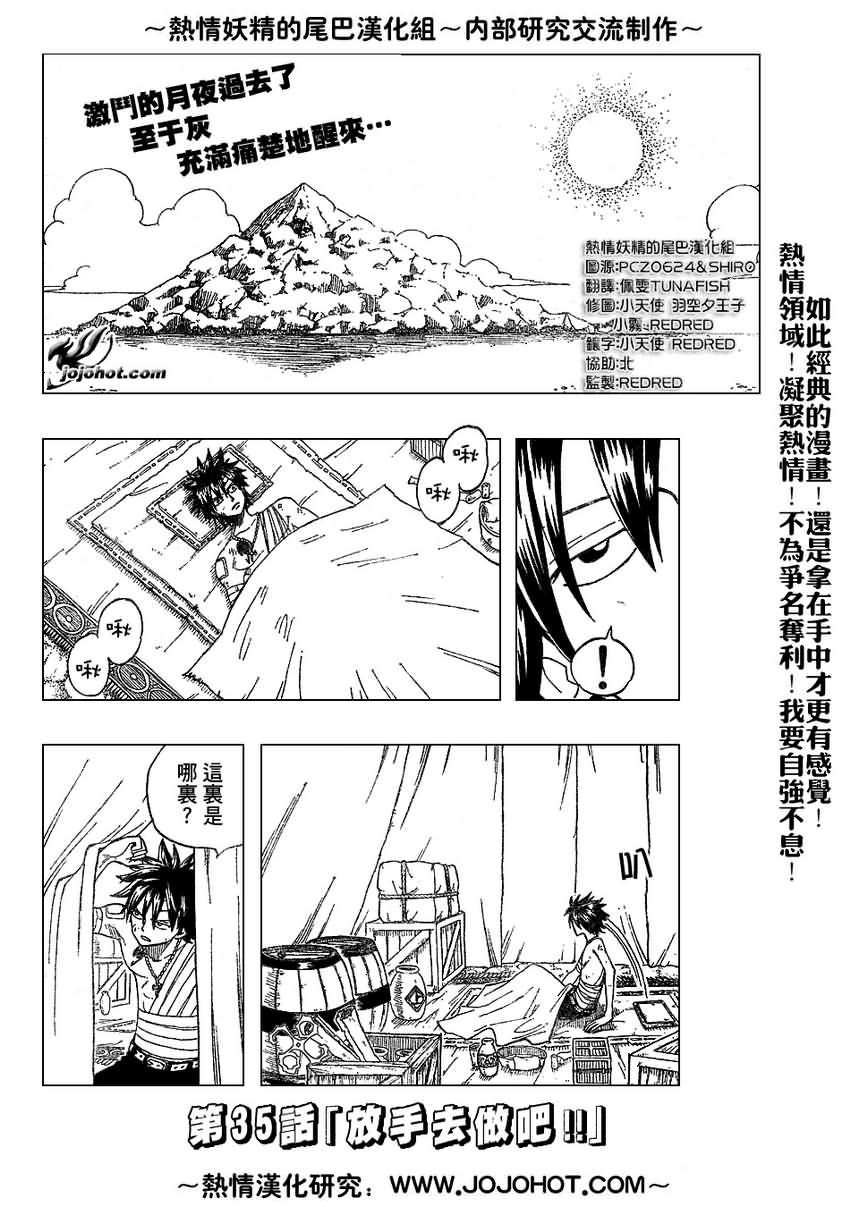 ～熱情妖精的尾巴漢化組～内部研究交流制作～
激鬥的月夜過去了
至于灰
充滿痛楚地醒來…
熱情妖精的尾巴漢化組
圖源:PCZ0624&SHIRO
翻譯:佩雯TUNAFISH
修圖:小天使 羽空夕王子
小霧 REDRED
鑲字:小天使 REDRED
協助:北
監製:REDRED
jojohot.com
如此經典的漫畫！還是拿在手中才更有感覺！
熱情領域！凝聚熱情！不為爭名奪利！我要自強不息！
！
啾
啾
啾
啾
叭
這裏是
哪裏？
第35話「放手去做吧!!」
～熱情漢化研究：WWW.JOJOHOT.COM～